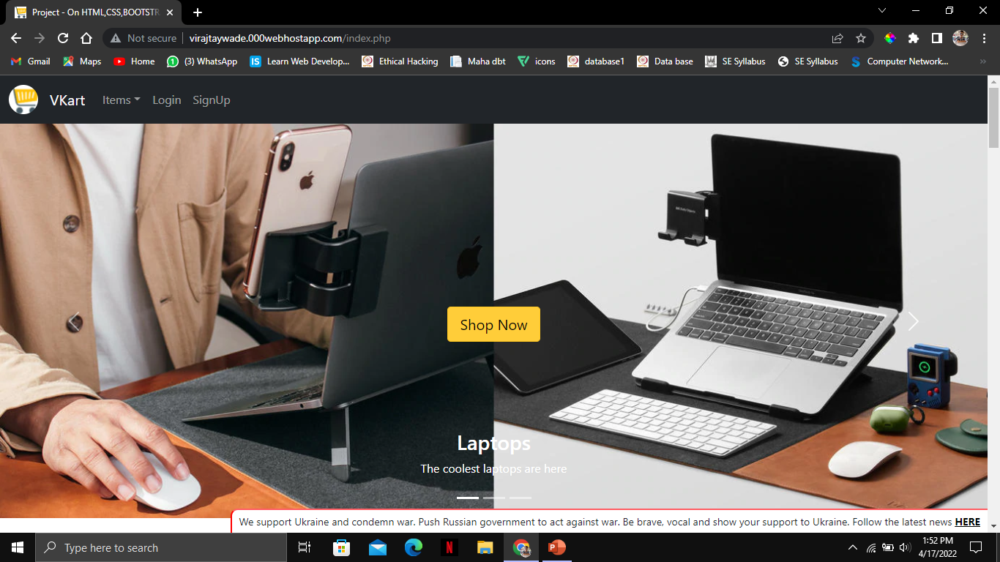 Project - On HTML,CSS,BOOTSTR
Not secure
virajtaywade.000webhostapp.com/index.php
Gmail
Maps
Home
(3) WhatsApp
Learn Web Develop...
Ethical Hacking
Maha dbt
icons
database1
Data base
SE Syllabus
SE Syllabus
Computer Network...
VKart
Items
Login
SignUp
Shop Now
Laptops
The coolest laptops are here
We support Ukraine and condemn war. Push Russian government to act against war. Be brave, vocal and show your support to Ukraine. Follow the latest news HERE
Type here to search
1:52 PM
4/17/2022